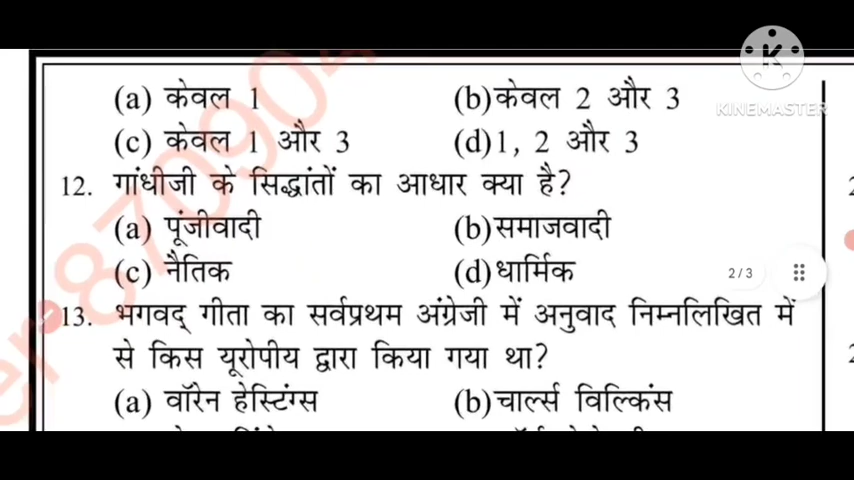 KINEMASTER
(a) केवल 1 (b) केवल 2 और 3
(c) केवल 1 और 3 (d) 1, 2 और 3
12. गांधीजी के सिद्धांतों का आधार क्या है?
(a) पूंजीवादी (b) समाजवादी
(c) नैतिक (d) धार्मिक
2/3
13. भगवद् गीता का सर्वप्रथम अंग्रेजी में अनुवाद निम्नलिखित में
से किस यूरोपीय द्वारा किया गया था?
(a) वॉरेन हेस्टिंग्स (b) चार्ल्स विल्किंस